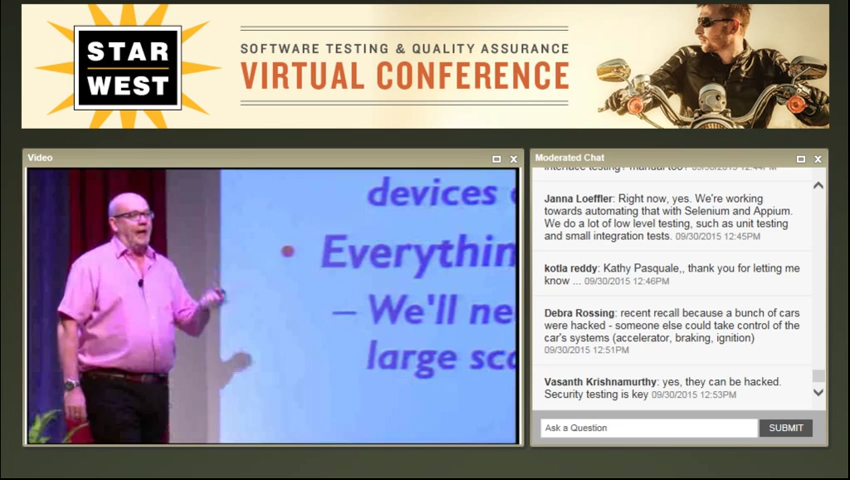 STAR
WEST
SOFTWARE TESTING & QUALITY ASSURANCE
VIRTUAL CONFERENCE
Video
devices
Everythin
– We'll ne
large sc
Moderated Chat
Janna Loeffler: Right now, yes. We're working
towards automating that with Selenium and Appium.
We do a lot of low level testing, such as unit testing
and small integration tests. 09/30/2015 12:45PM
kotla reddy: Kathy Pasquale,, thank you for letting me
know ... 09/30/2015 12:46PM
Debra Rossing: recent recall because a bunch of cars
were hacked - someone else could take control of the
car's systems (accelerator, braking, ignition)
09/30/2015 12:51PM
Vasanth Krishnamurthy: yes, they can be hacked.
Security testing is key 09/30/2015 12:53PM
Ask a Question
SUBMIT